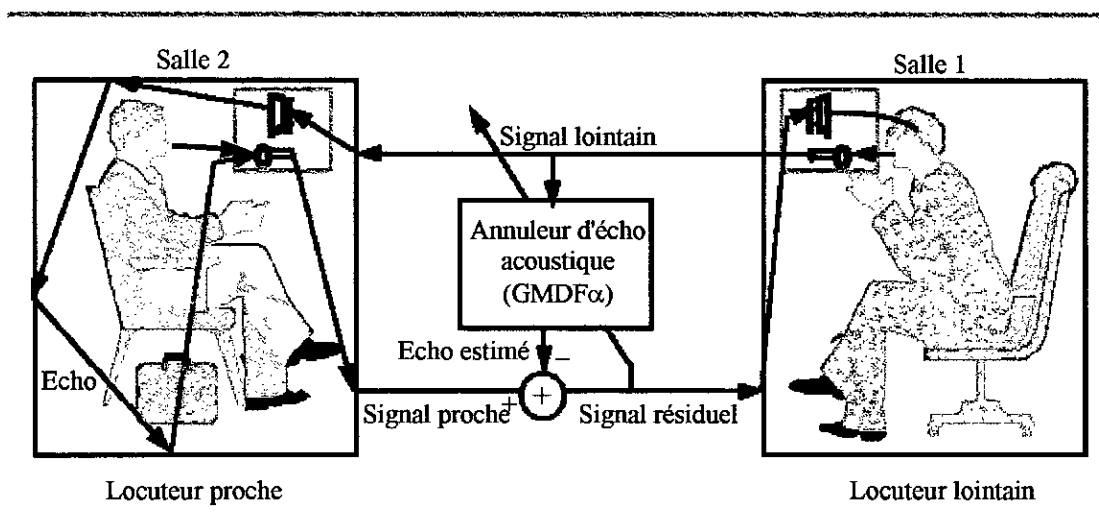 Salle 2
Salle 1
Signal lointain
Annuleur d'écho
acoustique
(GMDFα)
Echo estimé
−
Echo
+
+
Signal proche
Signal résiduel
Locuteur proche
Locuteur lointain